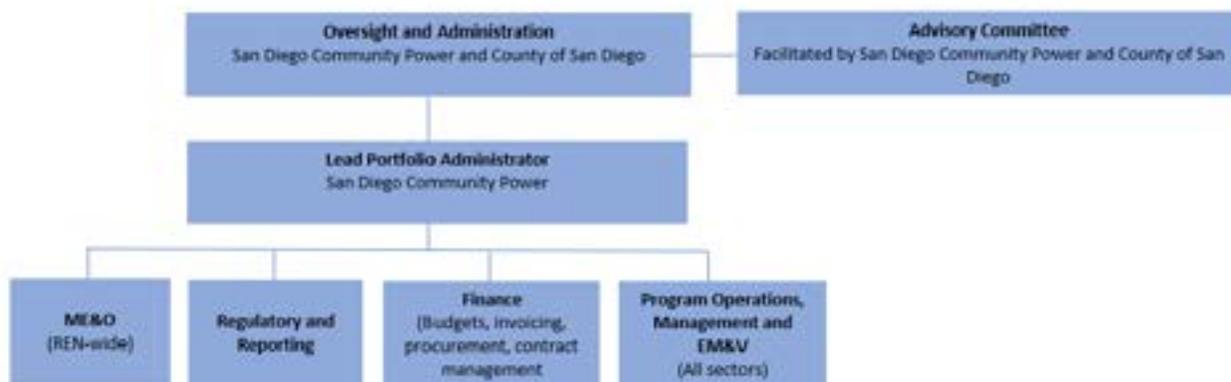 Oversight and Administration
San Diego Community Power and County of San Diego
Advisory Committee
Facilitated by San Diego Community Power and County of San
Diego
Lead Portfolio Administrator
San Diego Community Power
ME&O
(REN-wide)
Regulatory and
Reporting
Finance
(Budgets, invoicing,
procurement, contract
management
Program Operations,
Management and
EM&V
(All sectors)